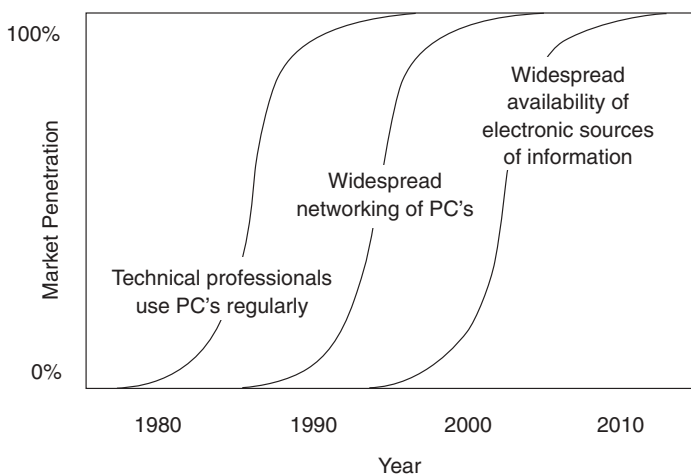 100%
Market Penetration
0%
Widespread
availability of
electronic sources
of information
Widespread
networking of PC's
Technical professionals
use PC's regularly
1980 1990 2000 2010
Year